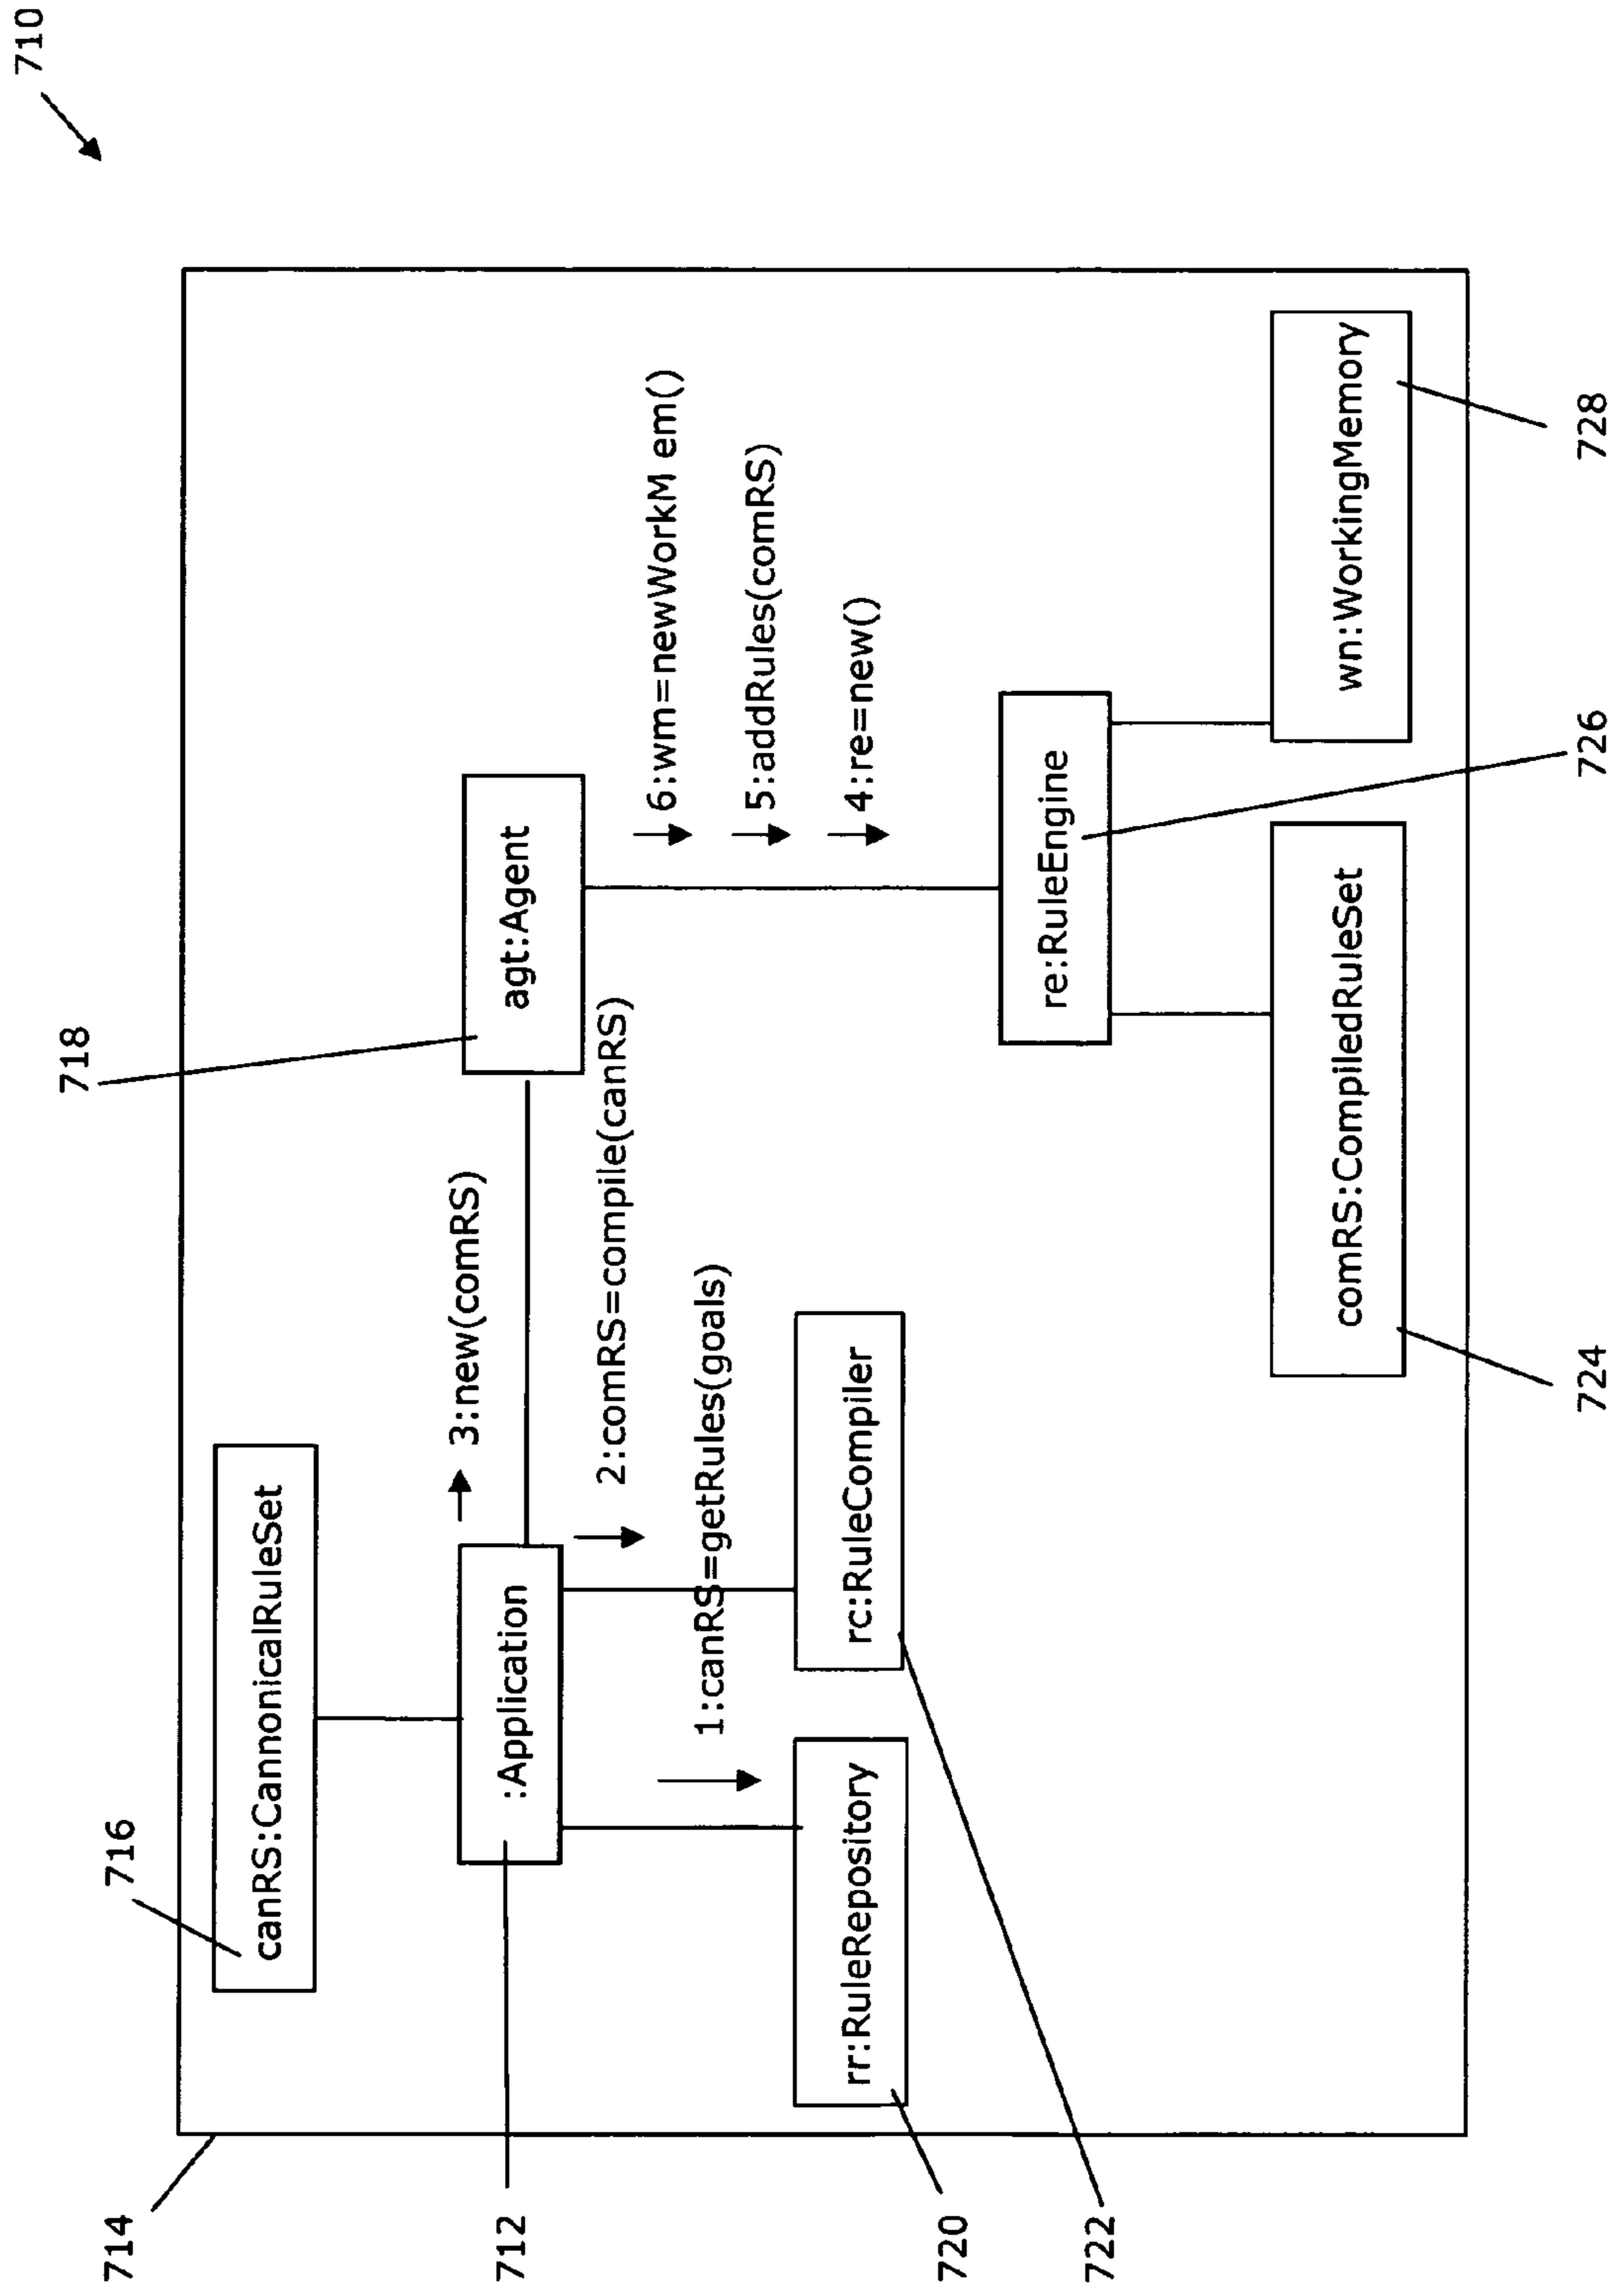 710
718
716
canRS:CannonicalRuleSet
714
3:new(comRS)
:Application
agt:Agent
712
2:comRS=compile(canRS)
6:wm=newWorkM em()
1:canRS=getRules(goals)
5:addRules(comRS)
4:re=new()
rr:RuleRepository
rc:RuleCompiler
720
722
re:RuleEngine
comRS:CompiledRuleSet
wn:WorkingMemory
724
726
728